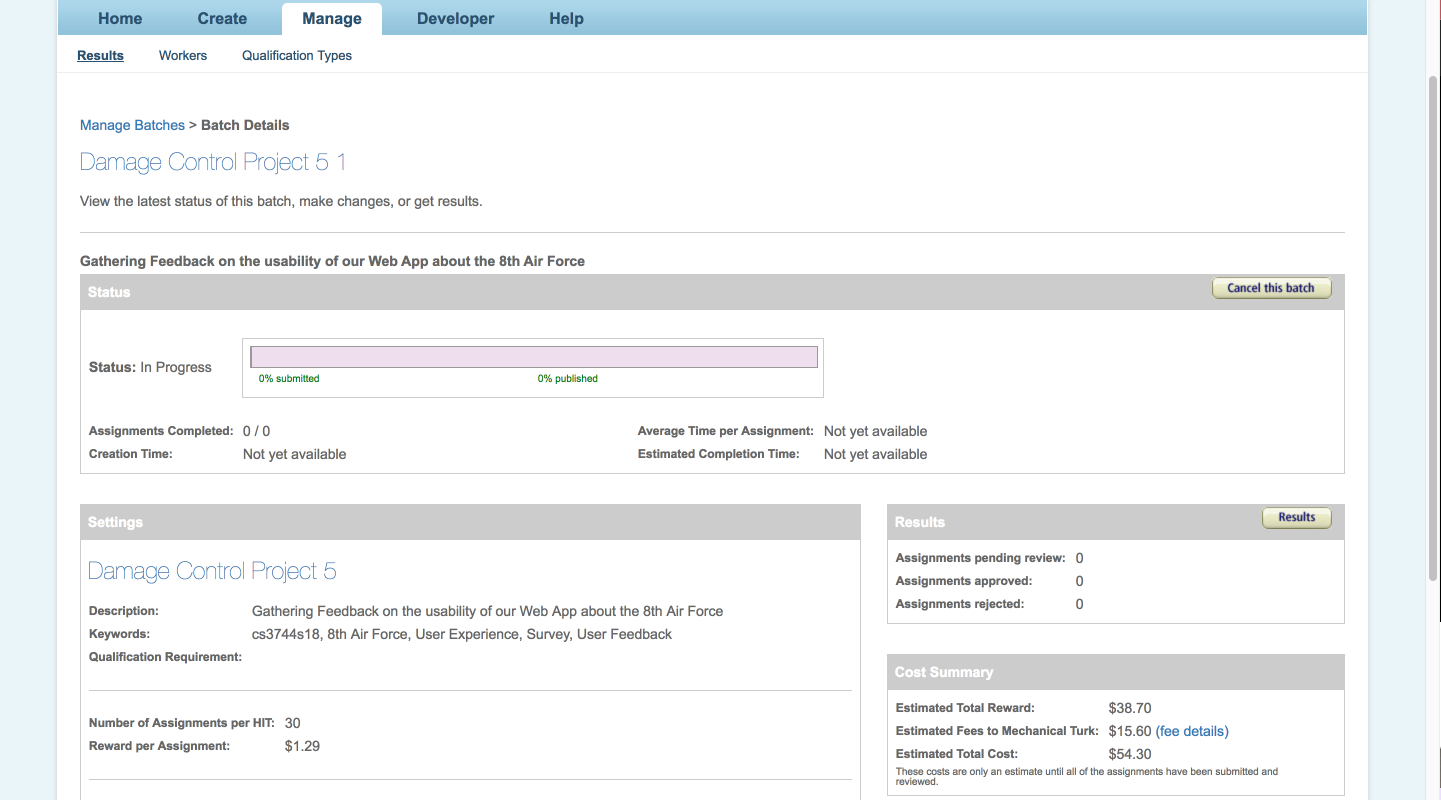 Home Create Manage Developer Help
Results Workers Qualification Types
Manage Batches > Batch Details
Damage Control Project 5 1
View the latest status of this batch, make changes, or get results.
Gathering Feedback on the usability of our Web App about the 8th Air Force
Status Cancel this batch
Status: In Progress
0% submitted 0% published
Assignments Completed: 0 / 0 Average Time per Assignment: Not yet available
Creation Time: Not yet available Estimated Completion Time: Not yet available
Settings
Damage Control Project 5
Description: Gathering Feedback on the usability of our Web App about the 8th Air Force
Keywords: cs3744s18, 8th Air Force, User Experience, Survey, User Feedback
Qualification Requirement:
Number of Assignments per HIT: 30
Reward per Assignment: $1.29
Results Results
Assignments pending review: 0
Assignments approved: 0
Assignments rejected: 0
Cost Summary
Estimated Total Reward: $38.70
Estimated Fees to Mechanical Turk: $15.60 (fee details)
Estimated Total Cost: $54.30
These costs are only an estimate until all of the assignments have been submitted and
reviewed.